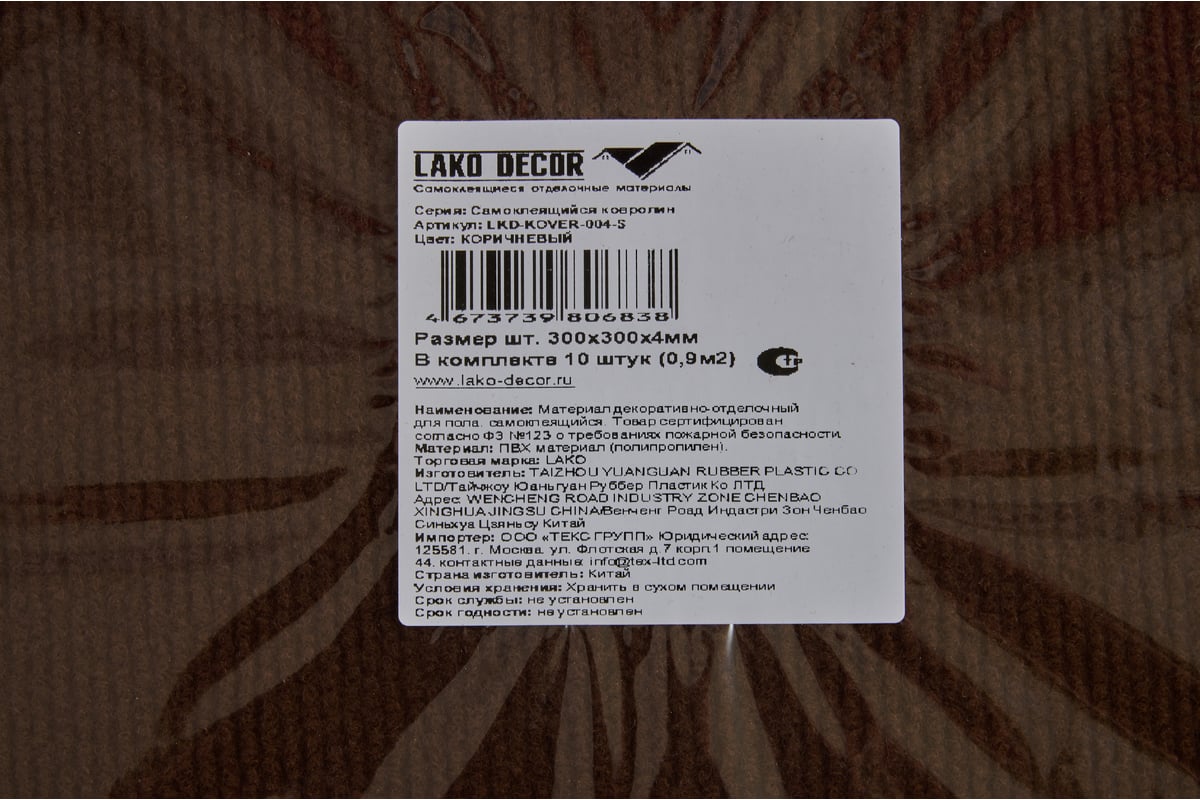 LAKO DECOR
Самоклеящиеся отделочные материалы
Серия: Самоклеящийся ковролин
Артикул: LKD-KOVER-004-S
Цвет: КОРИЧНЕВЫЙ
4 673739 806838
Размер шт. 300x300x4мм
В комплекте 10 штук (0,9м2)
www.lako-decor.ru
Наименование: Материал декоративно-отделочный
для пола. самоклеящийся. Товар сертифицирован
согласно ФЗ №123 о требованиях пожарной безопасности.
Материал: ПВХ материал (полипропилен).
Торговая марка: LAKO
Изготовитель: TAIZHOU YUANGUAN RUBBER PLASTIC CO
LTD/Тайчжоу Юаньгуан Руббер Пластик Ко ЛТД
Адрес: WENCHENG ROAD INDUSTRY ZONE CHENBAO
XINGHUA JINGSU CHINA/Венченг Роад Индастри Зон Ченбао
Синьхуа Цзяньсу Китай
Импортер: ООО «ТЕКС ГРУПП» Юридический адрес:
125581. г. Москва. ул. Флотская д.7 корп.1 помещение
44. контактные данные: info@tex-ltd.com
Страна изготовитель: Китай
Условия хранения: Хранить в сухом помещении
Срок службы: не установлен
Срок годности: не установлен